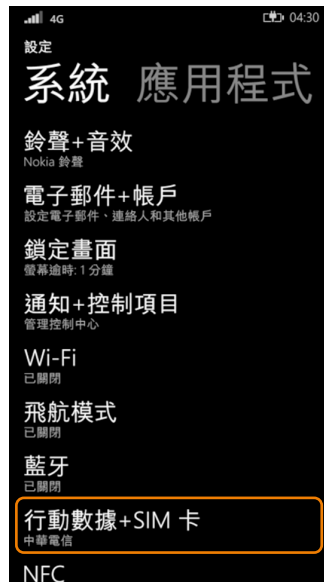 4G 04:30
設定
系統 應用程式
鈴聲+音效
Nokia 鈴聲
電子郵件+帳戶
設定電子郵件、連絡人和其他帳戶
鎖定畫面
螢幕逾時: 1 分鐘
通知+控制項目
管理控制中心
Wi-Fi
已關閉
飛航模式
已關閉
藍牙
已關閉
行動數據+SIM 卡
中華電信
NFC